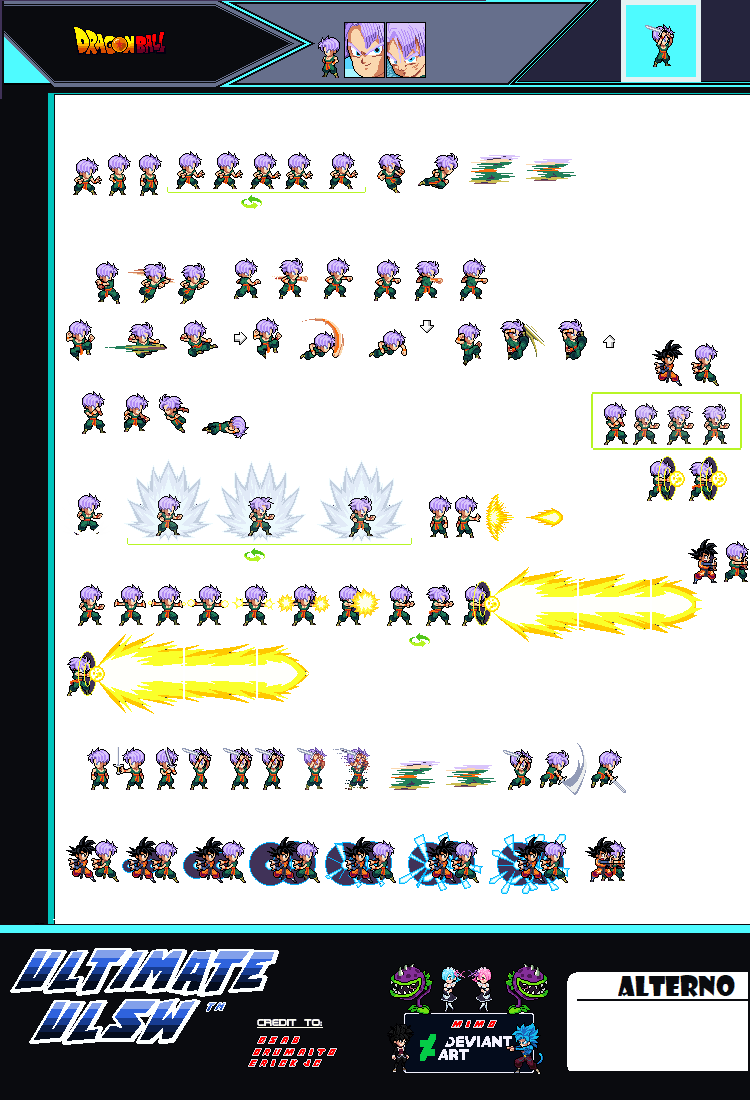 DRAGON BALL
ULTIMATE
ULSW TM
CREDIT TO:
MIMO
DEVIANT
ART
ALTERNO